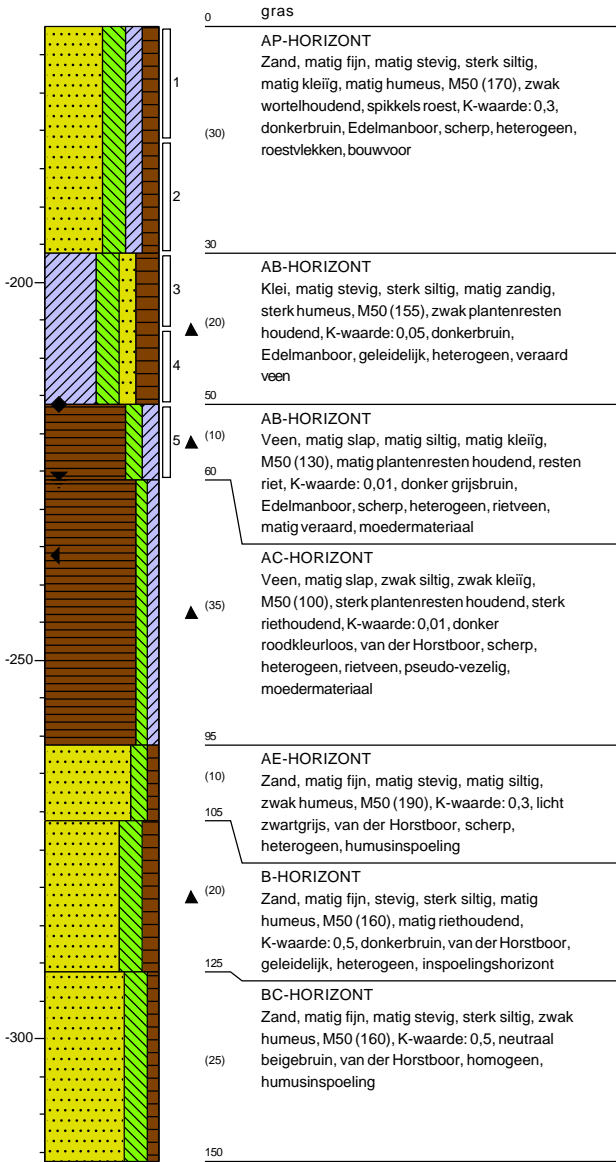 0
gras
AP-HORIZONT
Zand, matig fijn, matig stevig, sterk siltig,
matig kleiïg, matig humeus, M50 (170), zwak
wortelhoudend, spikkels roest, K-waarde: 0,3,
donkerbruin, Edelmanboor, scherp, heterogeen,
roestvlekken, bouwvoor
1
(30)
2
30
AB-HORIZONT
Klei, matig stevig, sterk siltig, matig zandig,
sterk humeus, M50 (155), zwak plantenresten
houdend, K-waarde: 0,05, donkerbruin,
Edelmanboor, geleidelijk, heterogeen, veraard
veen
-200
3
(20)
4
50
AB-HORIZONT
Veen, matig slap, matig siltig, matig kleiïg,
M50 (130), matig plantenresten houdend, resten
riet, K-waarde: 0,01, donker grijsbruin,
Edelmanboor, scherp, heterogeen, rietveen,
matig veraard, moedermateriaal
5
(10)
60
AC-HORIZONT
Veen, matig slap, zwak siltig, zwak kleiïg,
M50 (100), sterk plantenresten houdend, sterk
riethoudend, K-waarde: 0,01, donker
roodkleurloos, van der Horstboor, scherp,
heterogeen, rietveen, pseudo-vezelig,
moedermateriaal
(35)
-250
95
AE-HORIZONT
Zand, matig fijn, matig stevig, matig siltig,
zwak humeus, M50 (190), K-waarde: 0,3, licht
zwartgrijs, van der Horstboor, scherp,
heterogeen, humusinspoeling
(10)
105
B-HORIZONT
Zand, matig fijn, stevig, sterk siltig, matig
humeus, M50 (160), matig riethoudend,
K-waarde: 0,5, donkerbruin, van der Horstboor,
geleidelijk, heterogeen, inspoelingshorizont
(20)
125
BC-HORIZONT
Zand, matig fijn, matig stevig, sterk siltig, zwak
humeus, M50 (160), K-waarde: 0,5, neutraal
beigebruin, van der Horstboor, homogeen,
humusinspoeling
-300
(25)
150